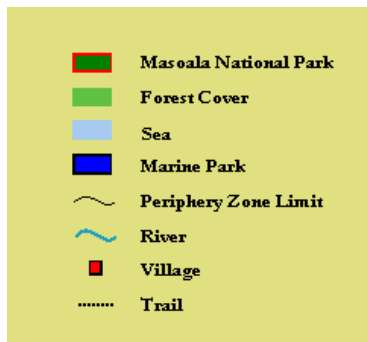 Masoala National Park
Forest Cover
Sea
Marine Park
Periphery Zone Limit
River
Village
Trail